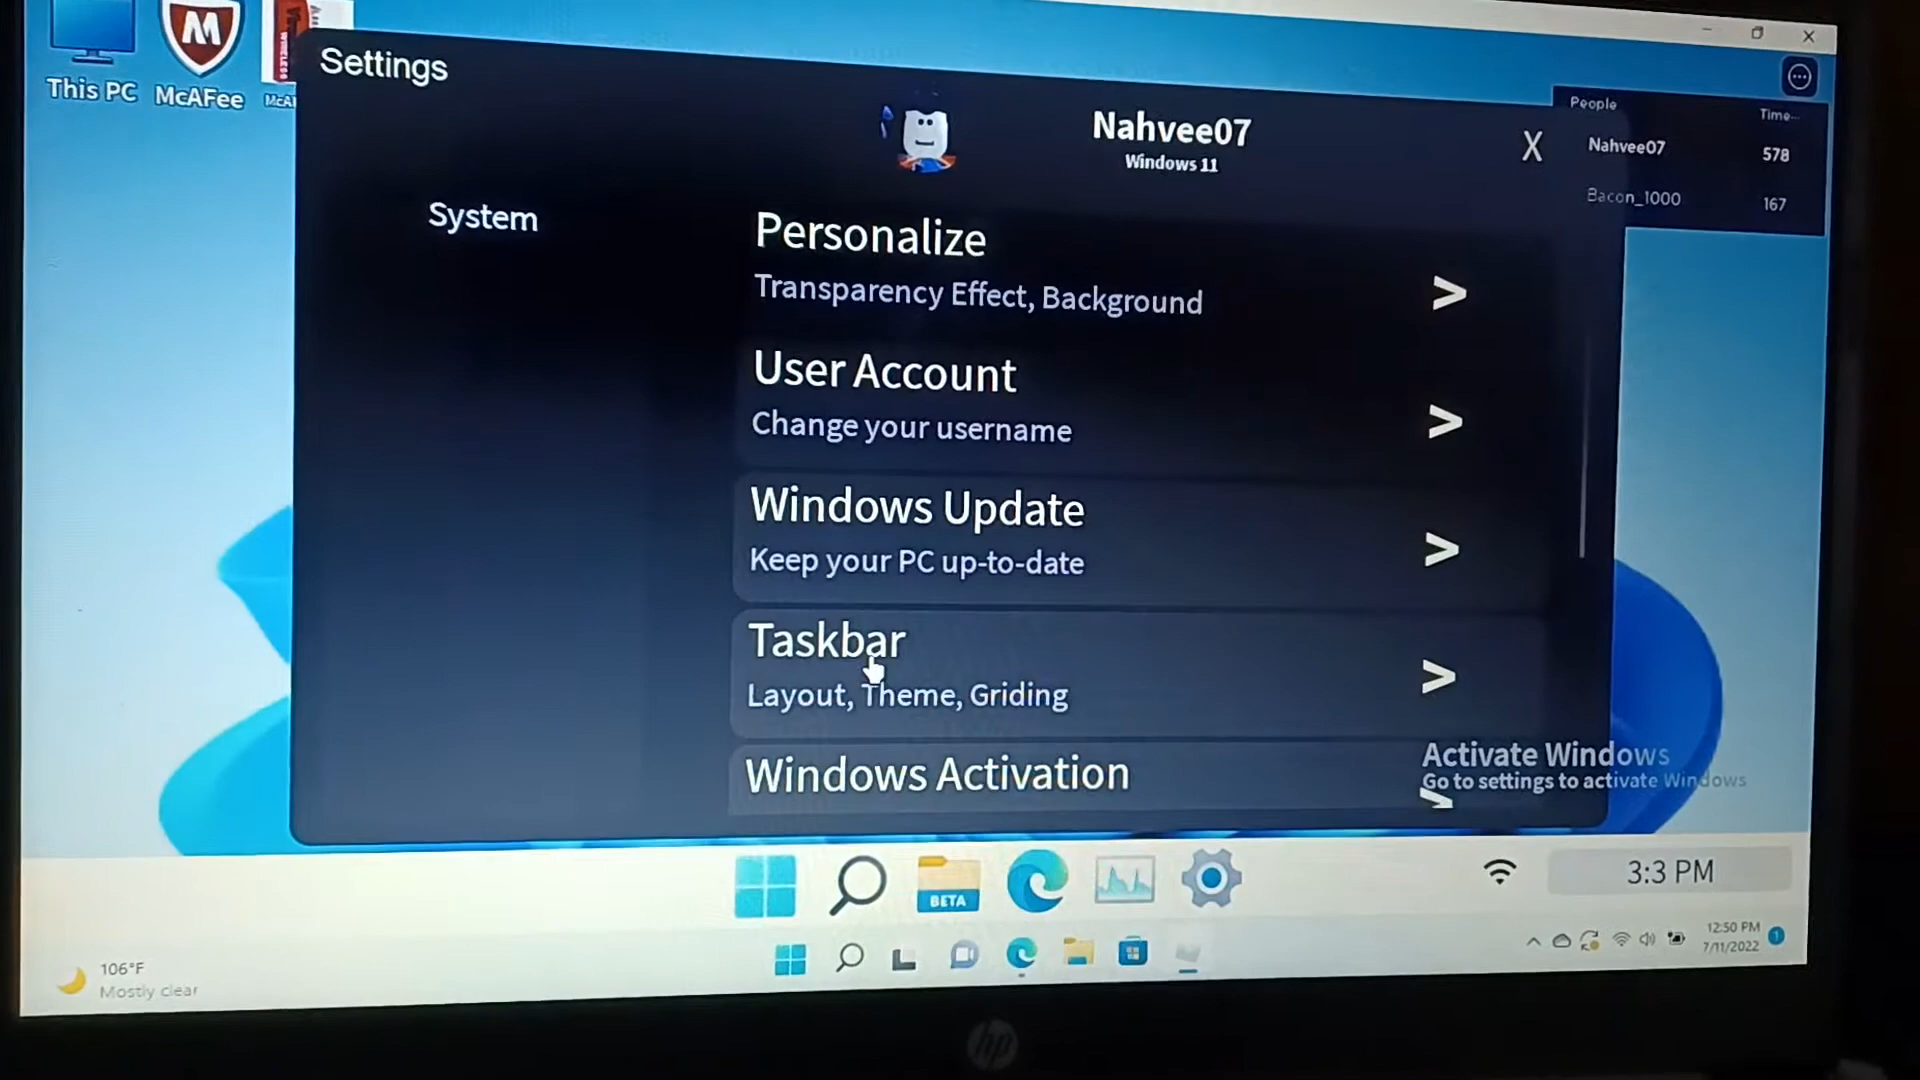 This PC
McAFee
McA
Settings
Nahvee07
Windows 11
X
People
Time...
Nahvee07
578
Bacon_1000
167
System
Personalize
Transparency Effect, Background
>
User Account
Change your username
>
Windows Update
Keep your PC up-to-date
>
Taskbar
Layout, Theme, Griding
>
Windows Activation
Activate Windows
Go to settings to activate Windows
BETA
3:3 PM
106°F
Mostly clear
12:50 PM
7/11/2022
1
hp